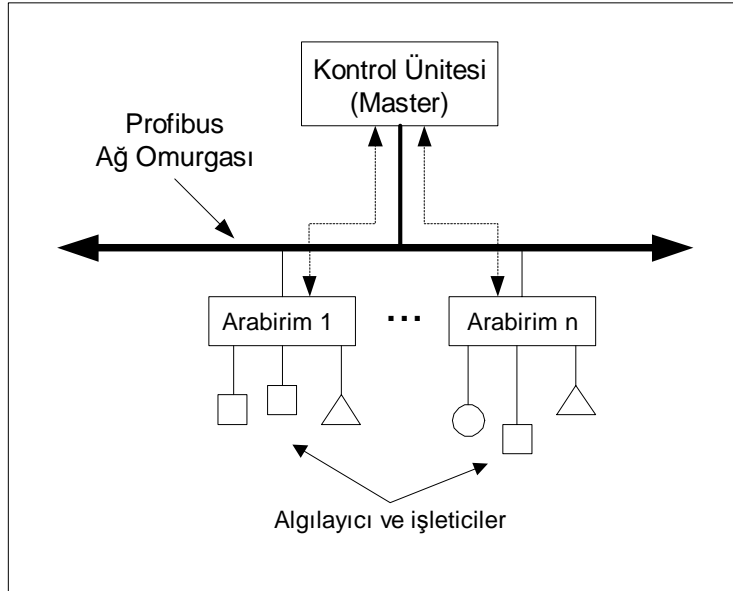 Kontrol Ünitesi
(Master)
Profibus
Ağ Omurgası
Arabirim 1
...
Arabirim n
Algılayıcı ve işleticiler